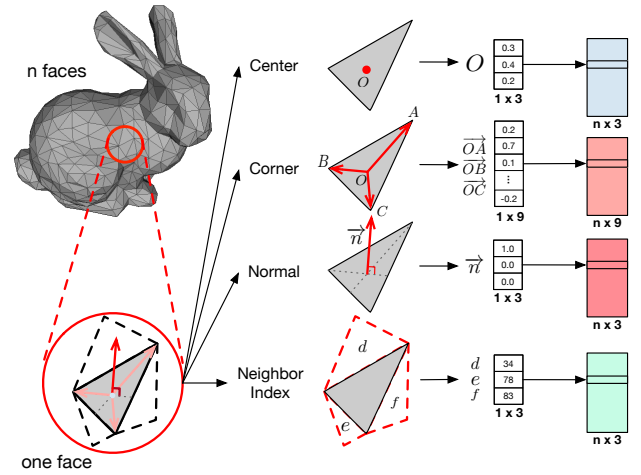 n faces
Center
O
O
0.3
0.4
0.2
1 x 3
n x 3
Corner
A
B
O
C
OA
OB
OC
0.2
0.7
0.1
⋮
-0.2
1 x 9
n x 9
Normal
n
n
1.0
0.0
0.0
1 x 3
n x 3
Neighbor
Index
d
e
f
d
e
f
34
78
83
1 x 3
n x 3
one face